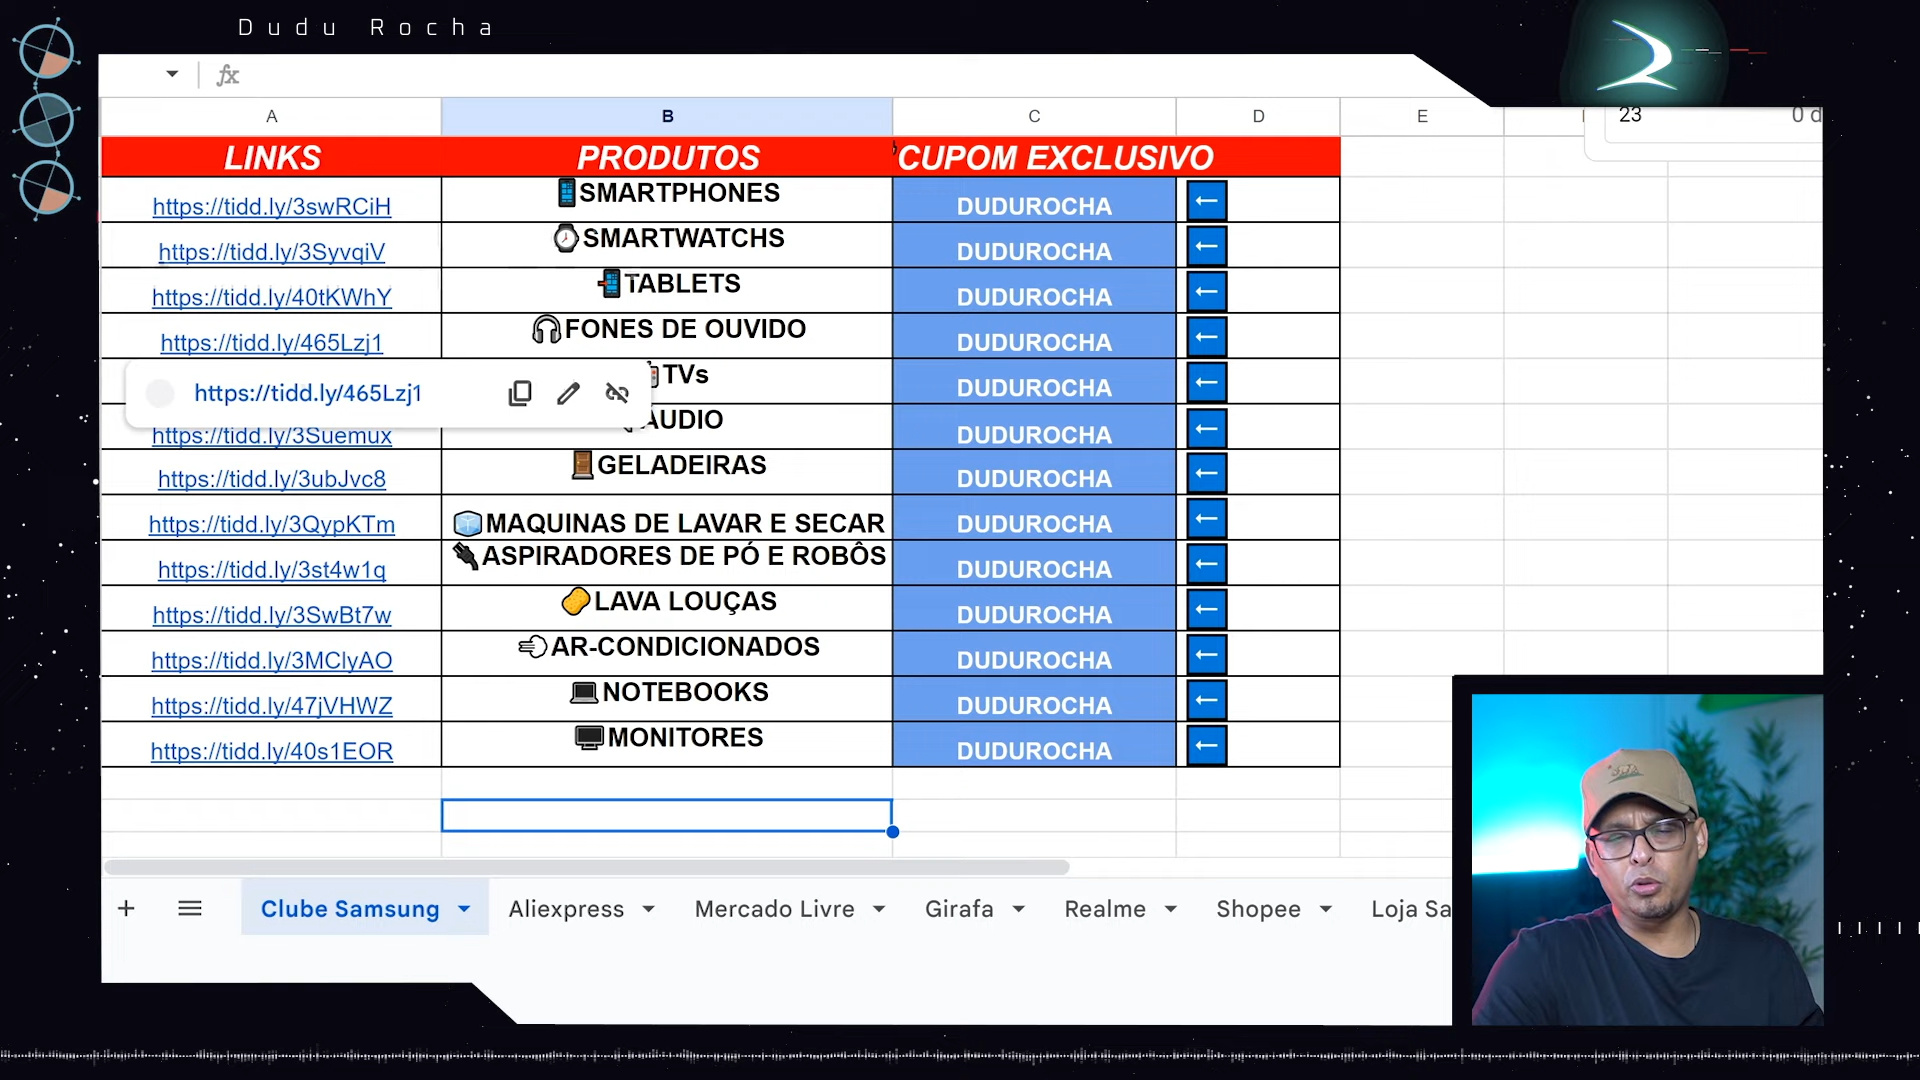 Dudu Rocha
fx
A B C D E
23 0 d
LINKS PRODUTOS CUPOM EXCLUSIVO
https://tidd.ly/3swRCiH SMARTPHONES DUDUROCHA
https://tidd.ly/3SyvqiV SMARTWATCHS DUDUROCHA
https://tidd.ly/40tKWhY TABLETS DUDUROCHA
https://tidd.ly/465Lzj1 FONES DE OUVIDO DUDUROCHA
https://tidd.ly/465Lzj1 TVs DUDUROCHA
https://tidd.ly/3Suemux AUDIO DUDUROCHA
https://tidd.ly/3ubJvc8 GELADEIRAS DUDUROCHA
https://tidd.ly/3QypKTm MAQUINAS DE LAVAR E SECAR DUDUROCHA
https://tidd.ly/3st4w1q ASPIRADORES DE PÓ E ROBÔS DUDUROCHA
https://tidd.ly/3SwBt7w LAVA LOUÇAS DUDUROCHA
https://tidd.ly/3MClyAO AR-CONDICIONADOS DUDUROCHA
https://tidd.ly/47jVHWZ NOTEBOOKS DUDUROCHA
https://tidd.ly/40s1EOR MONITORES DUDUROCHA
Clube Samsung Aliexpress Mercado Livre Girafa Realme Shopee Loja Sa